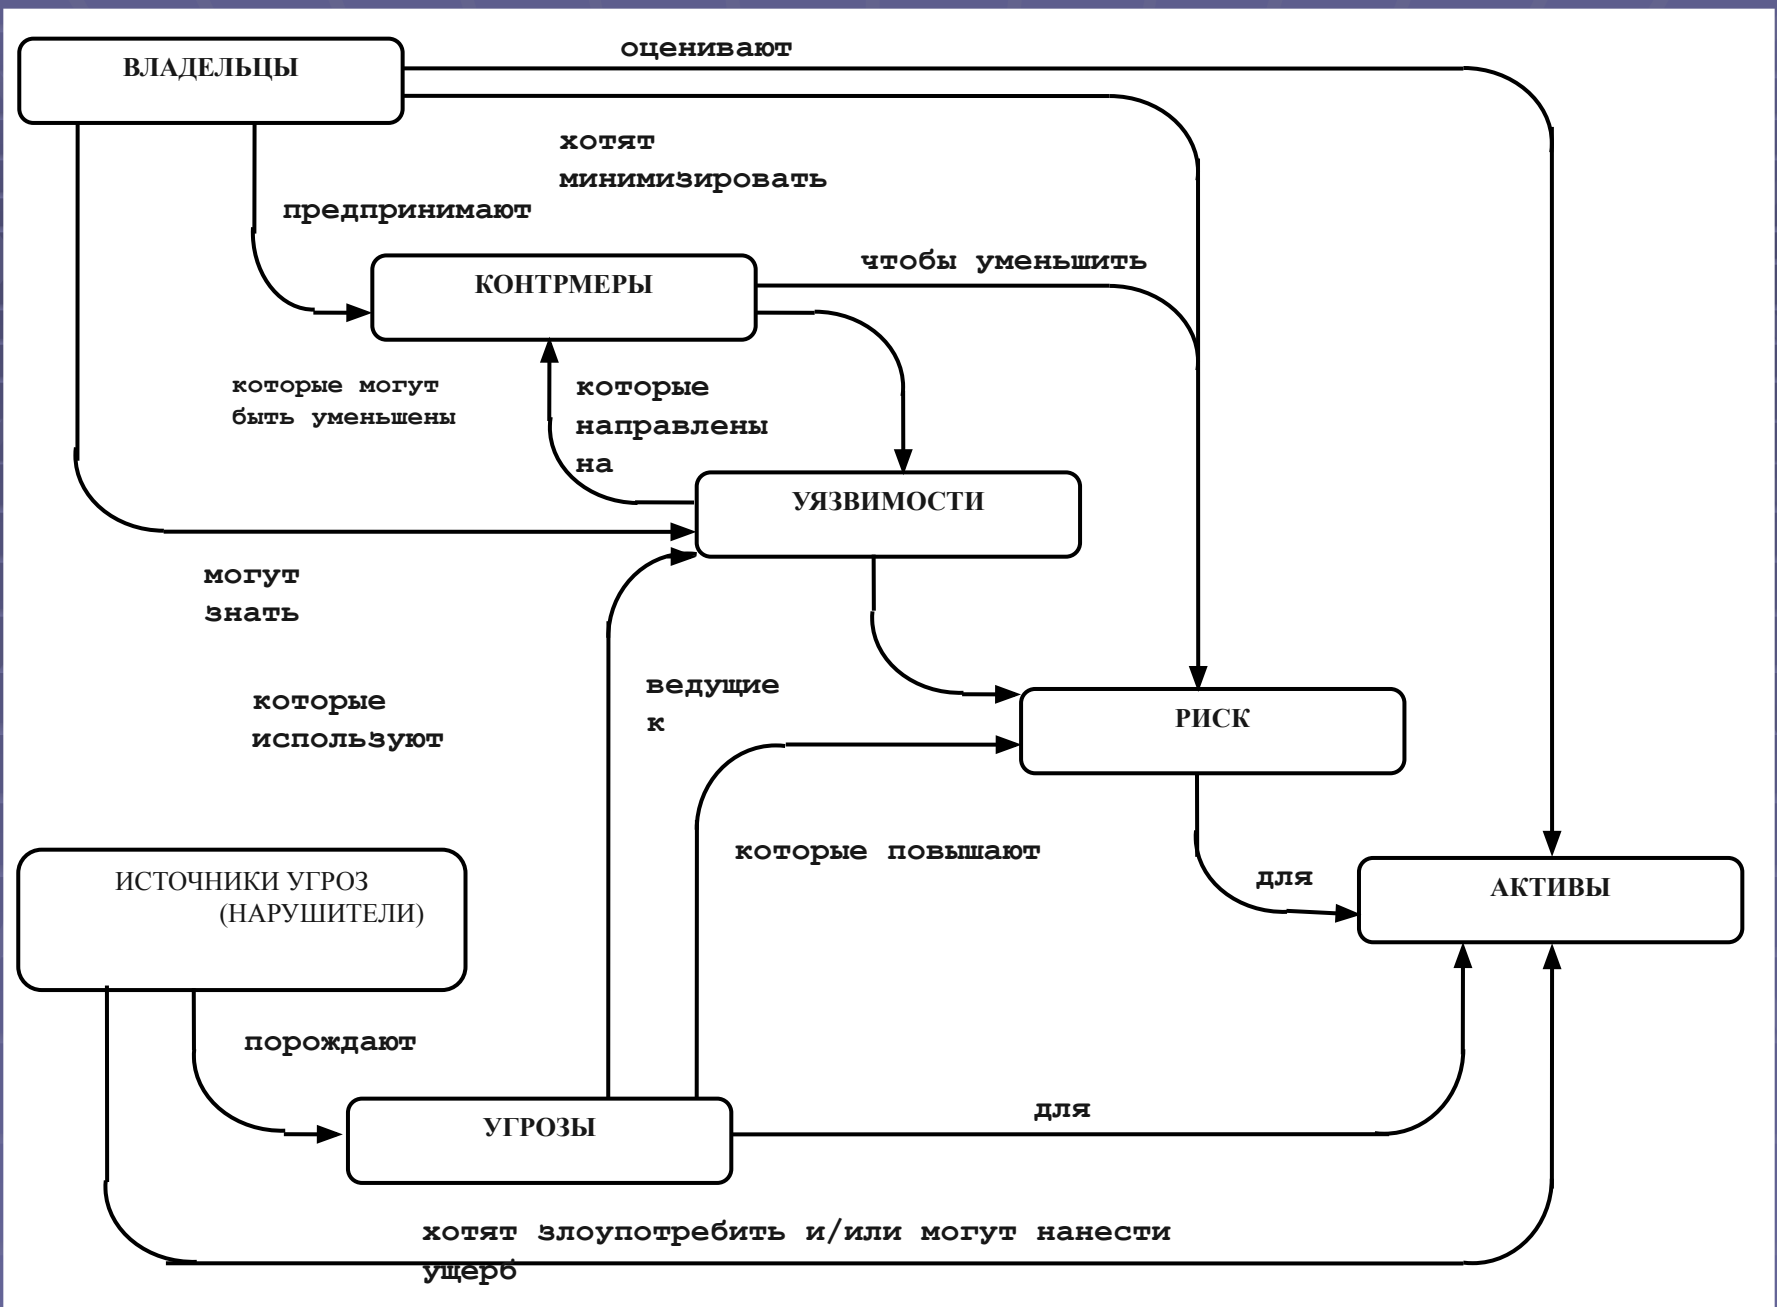 оценивают
ВЛАДЕЛЬЦЫ
хотят
минимизировать
предпринимают
чтобы уменьшить
КОНТРМЕРЫ
которые могут
быть уменьшены
которые
направлены
на
УЯЗВИМОСТИ
могут
знать
которые
используют
ведущие
к
РИСК
которые повышают
для
АКТИВЫ
ИСТОЧНИКИ УГРОЗ
(НАРУШИТЕЛИ)
порождают
для
УГРОЗЫ
хотят злоупотребить и/или могут нанести
ущерб